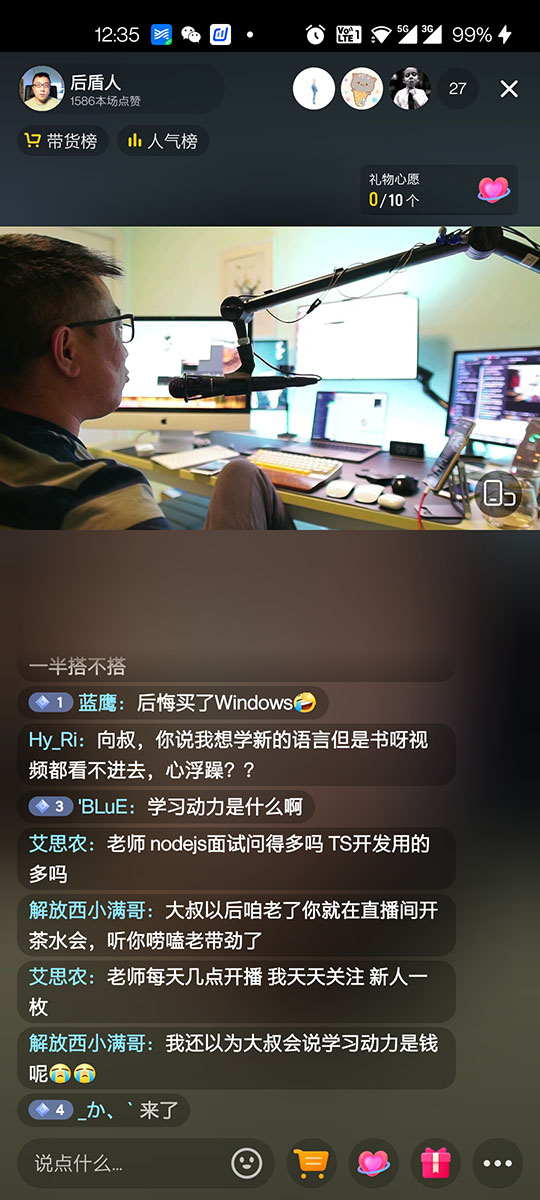 12:35
VoLTE1 5G 3G 99%
后盾人
1586本场点赞
27
带货榜 人气榜
礼物心愿
0/10个
一半搭不搭
1 蓝鹰：后悔买了Windows🤣
Hy_Ri：向叔，你说我想学新的语言但是书呀视
频都看不进去，心浮躁？？
3 'BLuE：学习动力是什么啊
艾思农：老师 nodejs面试问得多吗 TS开发用的
多吗
解放西小满哥：大叔以后咱老了你就在直播间开
茶水会，听你唠嗑老带劲了
艾思农：老师每天几点开播 我天天关注 新人一
枚
解放西小满哥：我还以为大叔会说学习动力是钱
呢😭😭
4 _か、` 来了
说点什么...